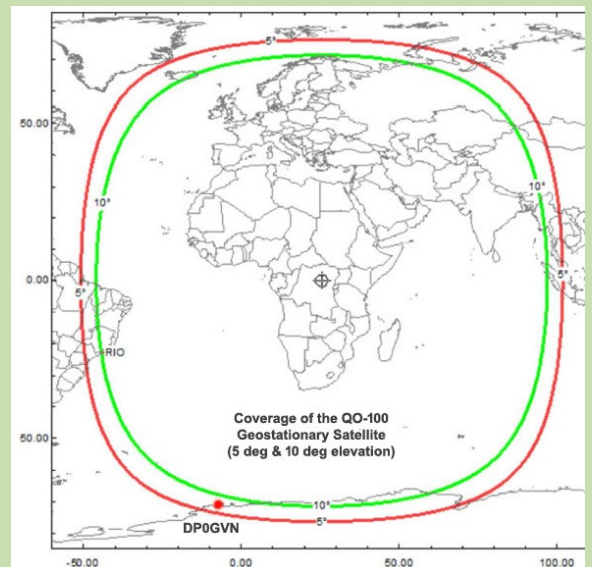 5°
50.00
10°
10°
0.00
5°
5°
RIO
Coverage of the QO-100
Geostationary Satellite
(5 deg & 10 deg elevation)
50.00
10°
5°
DP0GVN
-50.00 0.00 50.00 100.00